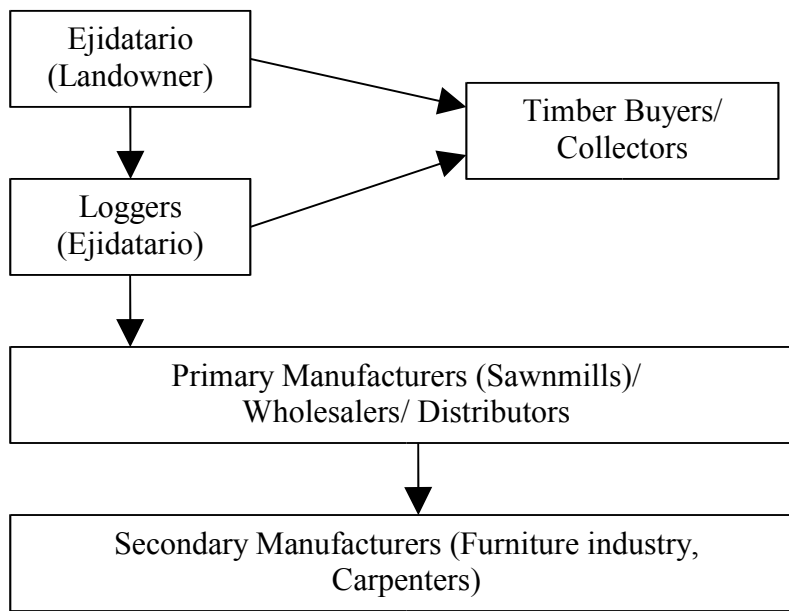 Ejidatario
(Landowner)
Timber Buyers/
Collectors
Loggers
(Ejidatario)
Primary Manufacturers (Sawnmills)/
Wholesalers/ Distributors
Secondary Manufacturers (Furniture industry,
Carpenters)